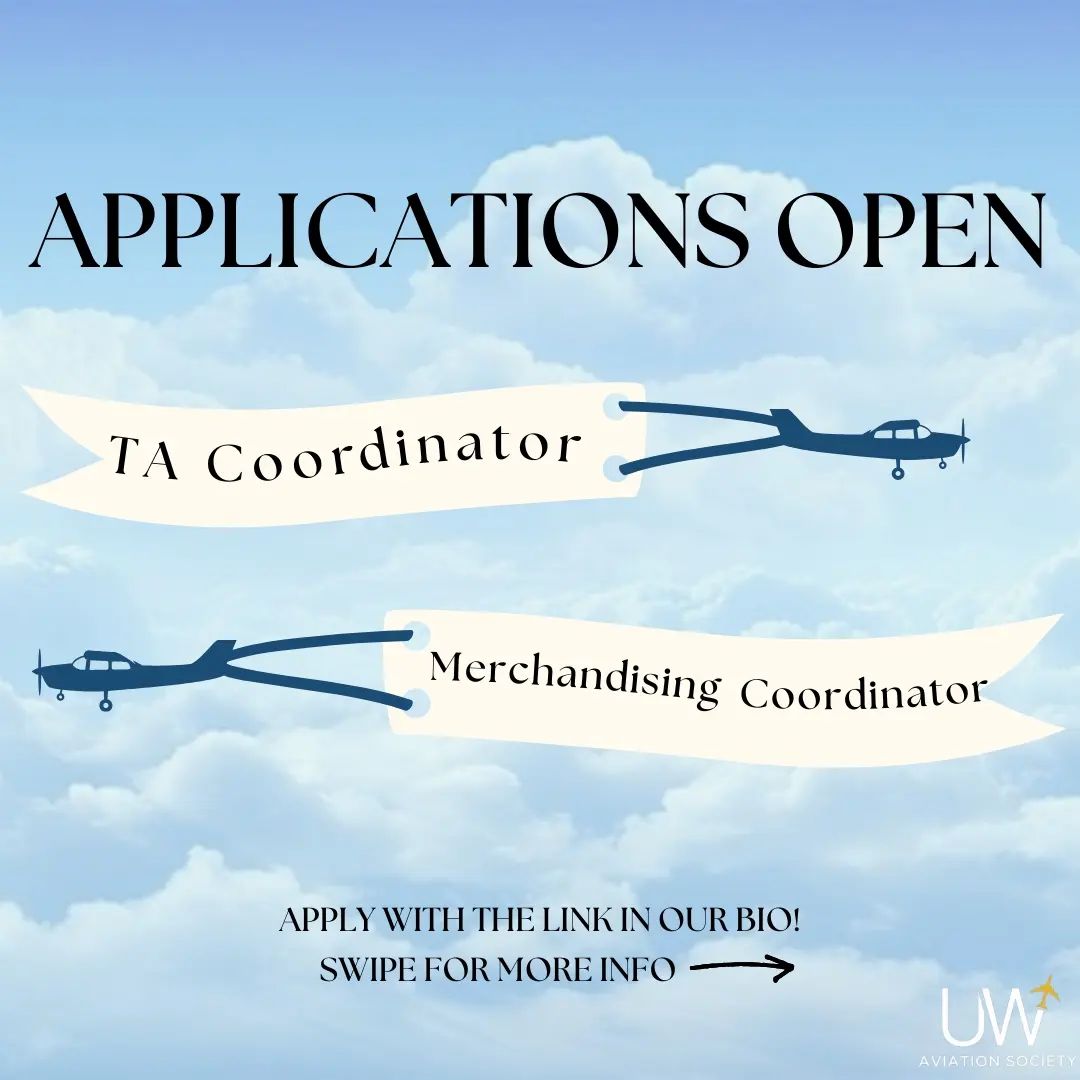 APPLICATIONS OPEN
TA Coordinator
Merchandising Coordinator
APPLY WITH THE LINK IN OUR BIO!
SWIPE FOR MORE INFO
UW
AVIATION SOCIETY